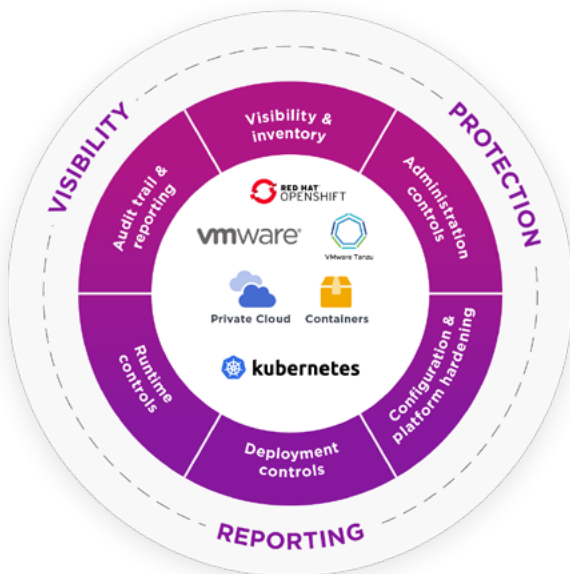 VISIBILITY
PROTECTION
REPORTING
Visibility &
inventory
Administration
controls
Configuration &
platform hardening
Deployment
controls
Runtime
controls
Audit trail &
reporting
RED HAT
OPENSHIFT
vmware®
VMware Tanzu
Private Cloud
Containers
kubernetes